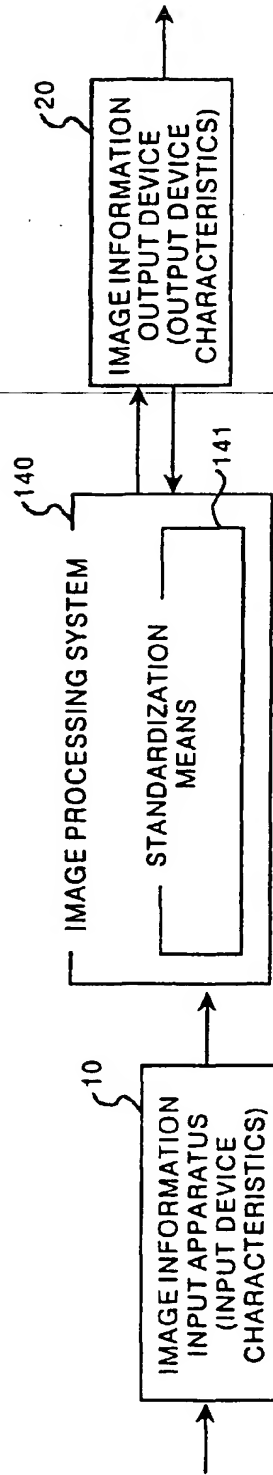 10
IMAGE INFORMATION
INPUT APPARATUS
(INPUT DEVICE
CHARACTERISTICS)
140
IMAGE PROCESSING SYSTEM
STANDARDIZATION
MEANS
141
20
IMAGE INFORMATION
OUTPUT DEVICE
(OUTPUT DEVICE
CHARACTERISTICS)